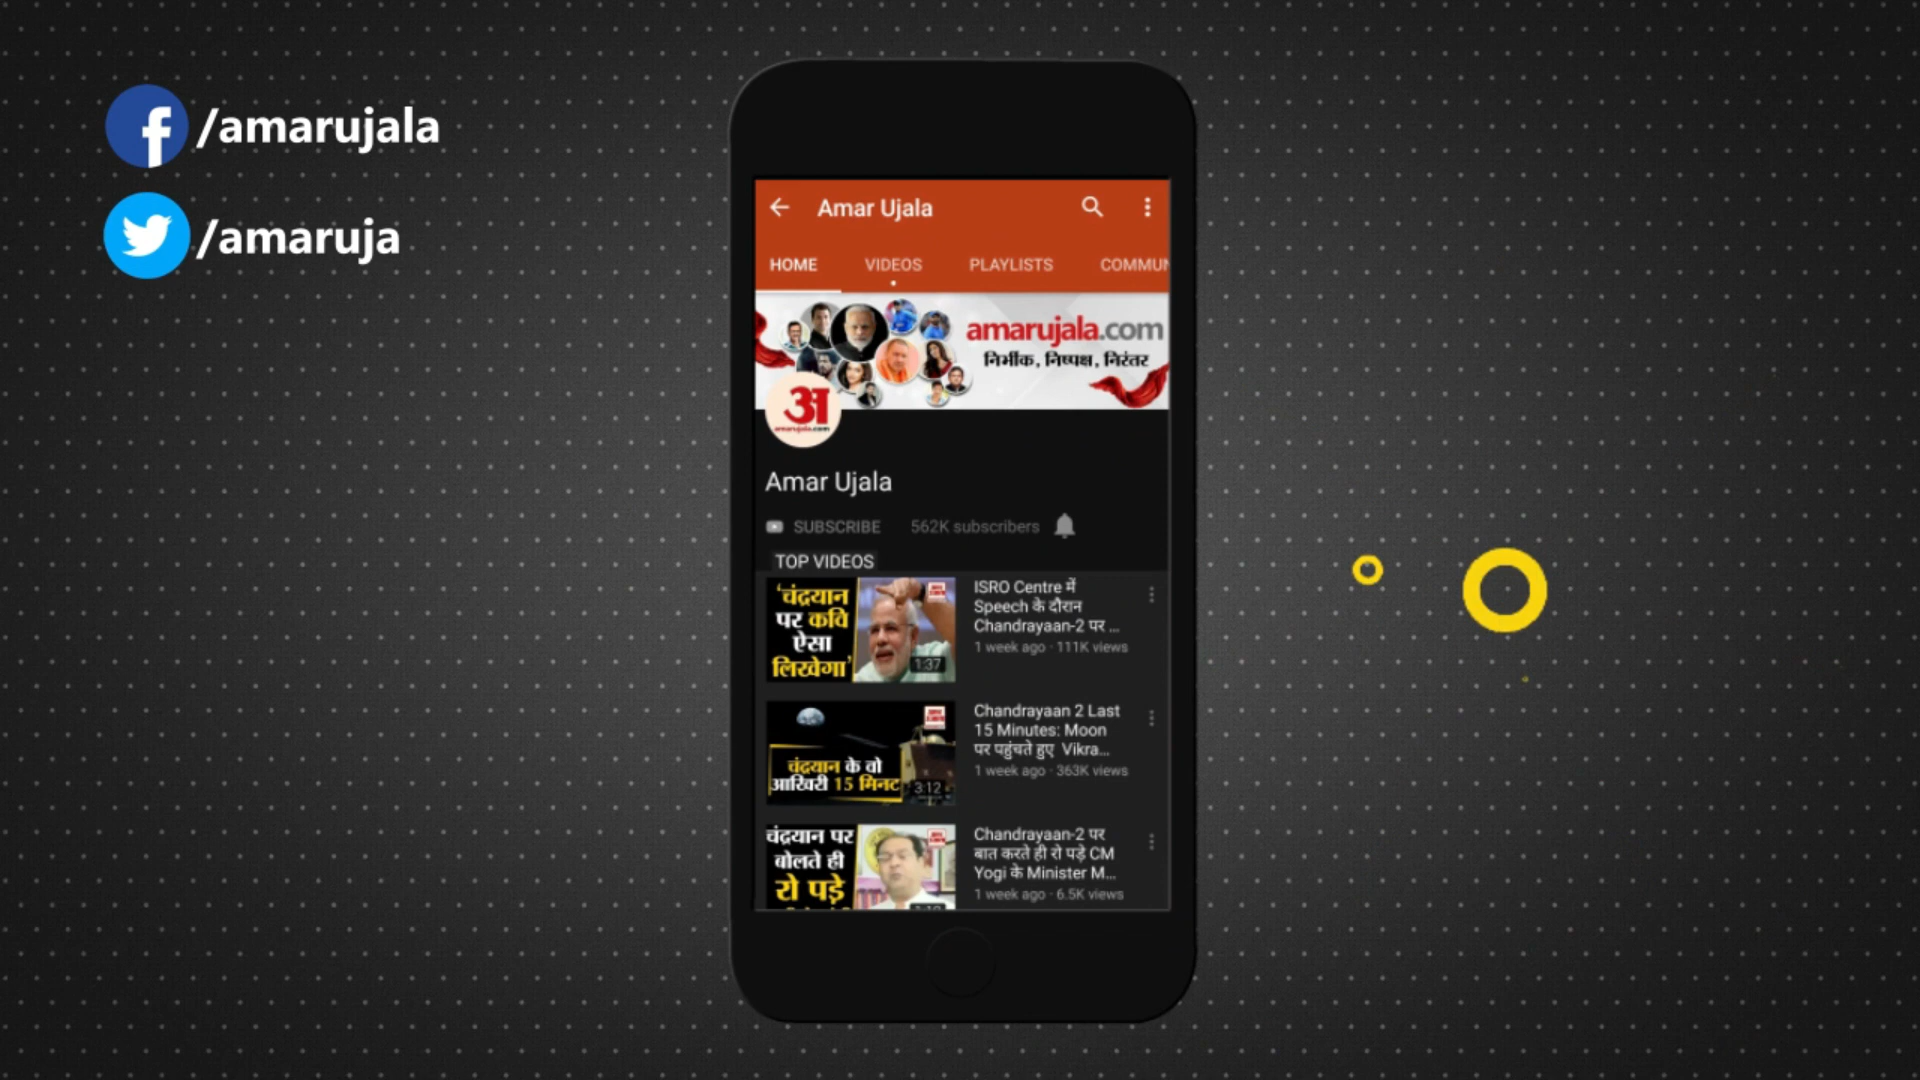 /amarujala
/amaruja
Amar Ujala
HOME VIDEOS PLAYLISTS COMMUN
amarujala.com
निर्भीक, निष्पक्ष, निरंतर
अ
amarujala.com
Amar Ujala
SUBSCRIBE 562K subscribers
TOP VIDEOS
'चंद्रयान
पर कवि
ऐसा
लिखेगा'
1:37
ISRO Centre में
Speech के दौरान
Chandrayaan-2 पर ...
1 week ago · 111K views
चंद्रयान के वो
आखिरी 15 मिनट
3:12
Chandrayaan 2 Last
15 Minutes: Moon
पर पहुंचते हुए Vikra...
1 week ago · 363K views
चंद्रयान पर
बोलते ही
रो पड़े
Chandrayaan-2 पर
बात करते ही रो पड़े CM
Yogi के Minister M...
1 week ago · 6.5K views